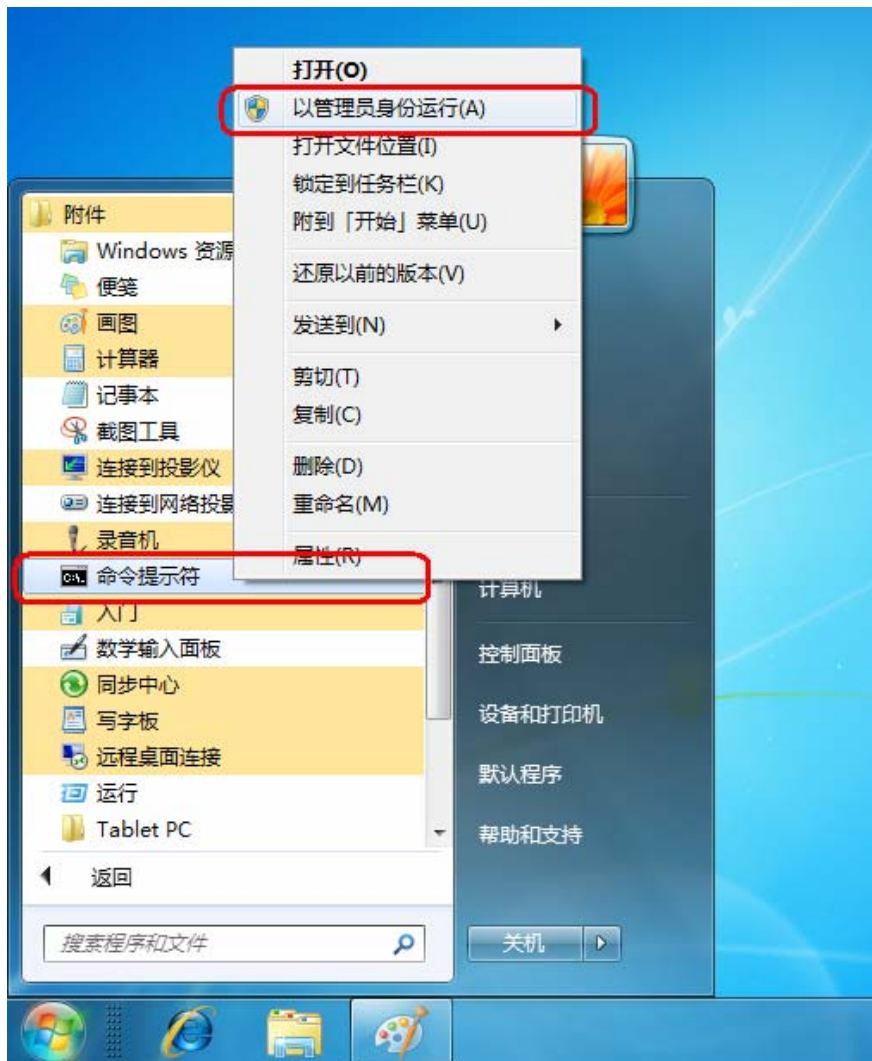 打开(O)
以管理员身份运行(A)
打开文件位置(I)
锁定到任务栏(K)
附到「开始」菜单(U)
还原以前的版本(V)
发送到(N)
剪切(T)
复制(C)
删除(D)
重命名(M)
属性(R)
附件
Windows 资源
便笺
画图
计算器
记事本
截图工具
连接到投影仪
连接到网络投影
录音机
命令提示符
入门
数学输入面板
同步中心
写字板
远程桌面连接
运行
Tablet PC
返回
搜索程序和文件
计算机
控制面板
设备和打印机
默认程序
帮助和支持
关机